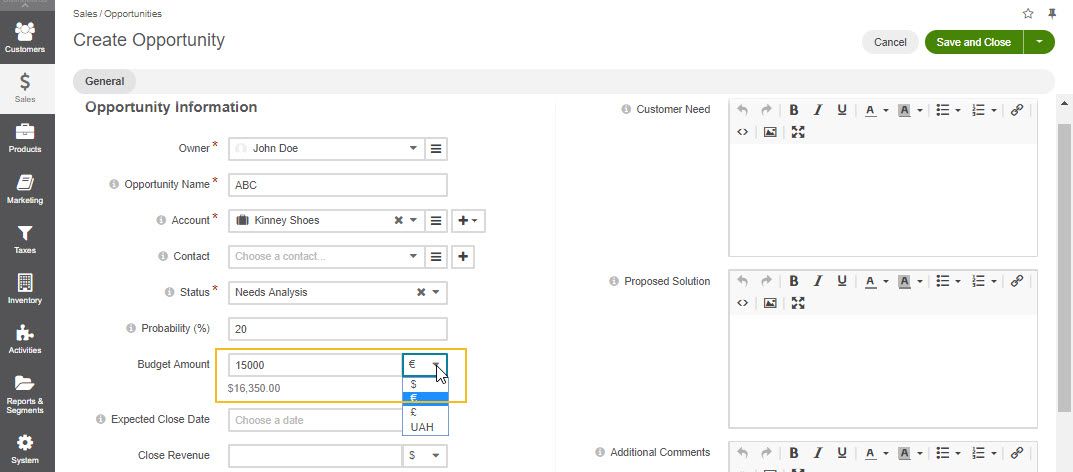 Customers
Sales
Products
Marketing
Taxes
Inventory
Activities
Reports &
Segments
System
Sales / Opportunities
Create Opportunity
Cancel
Save and Close
General
Opportunity Information
Owner *
John Doe
Opportunity Name *
ABC
Account *
Kinney Shoes
Contact
Choose a contact...
Status *
Needs Analysis
Probability (%)
20
Budget Amount
15000
€
$16,350.00
$
€
£
UAH
Expected Close Date
Choose a date
Close Revenue
$
Customer Need
B I U A A
Proposed Solution
B I U A A
Additional Comments
B I U A A